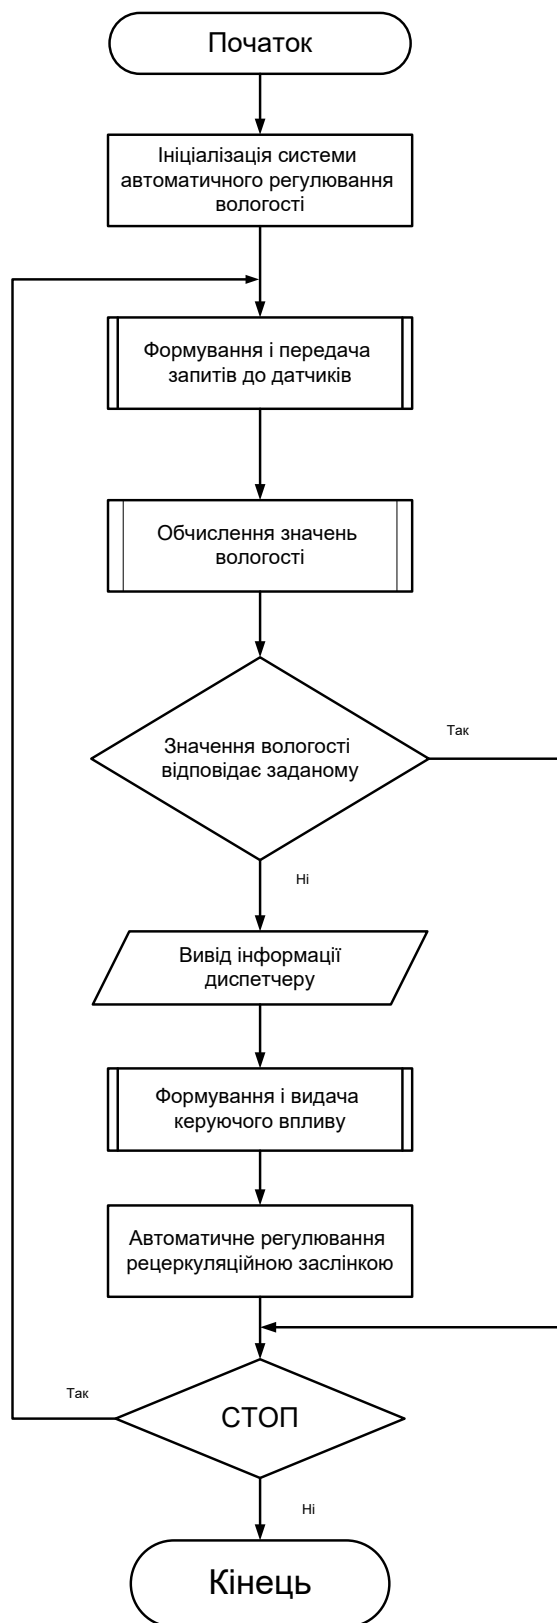 Початок
Ініціалізація системи
автоматичного регулювання
вологості
Формування і передача
запитів до датчиків
Обчислення значень
вологості
Значення вологості
відповідає заданому
Так
Ні
Вивід інформації
диспетчеру
Формування і видача
керуючого впливу
Автоматичне регулювання
рецеркуляційною заслінкою
Так
СТОП
Ні
Кінець